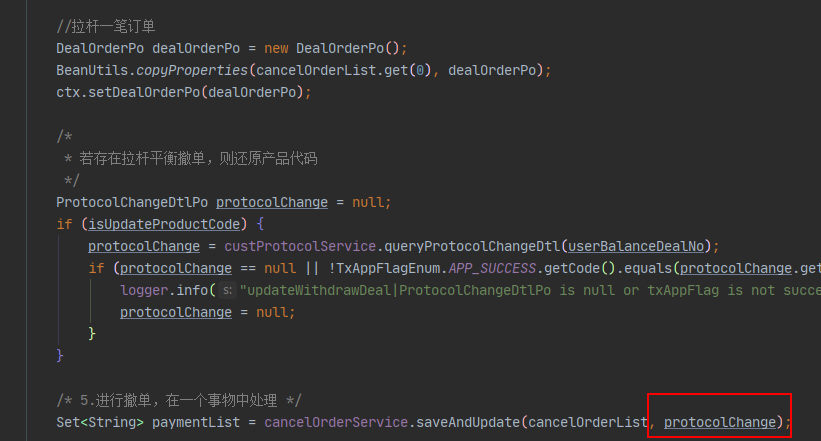 //拉杆一笔订单
DealOrderPo dealOrderPo = new DealOrderPo();
BeanUtils.copyProperties(cancelOrderList.get(0), dealOrderPo);
ctx.setDealOrderPo(dealOrderPo);
/*
* 若存在拉杆平衡撤单，则还原产品代码
*/
ProtocolChangeDtlPo protocolChange = null;
if (isUpdateProductCode) {
protocolChange = custProtocolService.queryProtocolChangeDtl(userBalanceDealNo);
if (protocolChange == null || !TxAppFlagEnum.APP_SUCCESS.getCode().equals(protocolChange.get
logger.info( s: "updateWithdrawDeal|ProtocolChangeDtlPo is null or txAppFlag is not succe
protocolChange = null;
}
}
/* 5.进行撤单，在一个事物中处理 */
Set<String> paymentList = cancelOrderService.saveAndUpdate(cancelOrderList, protocolChange);